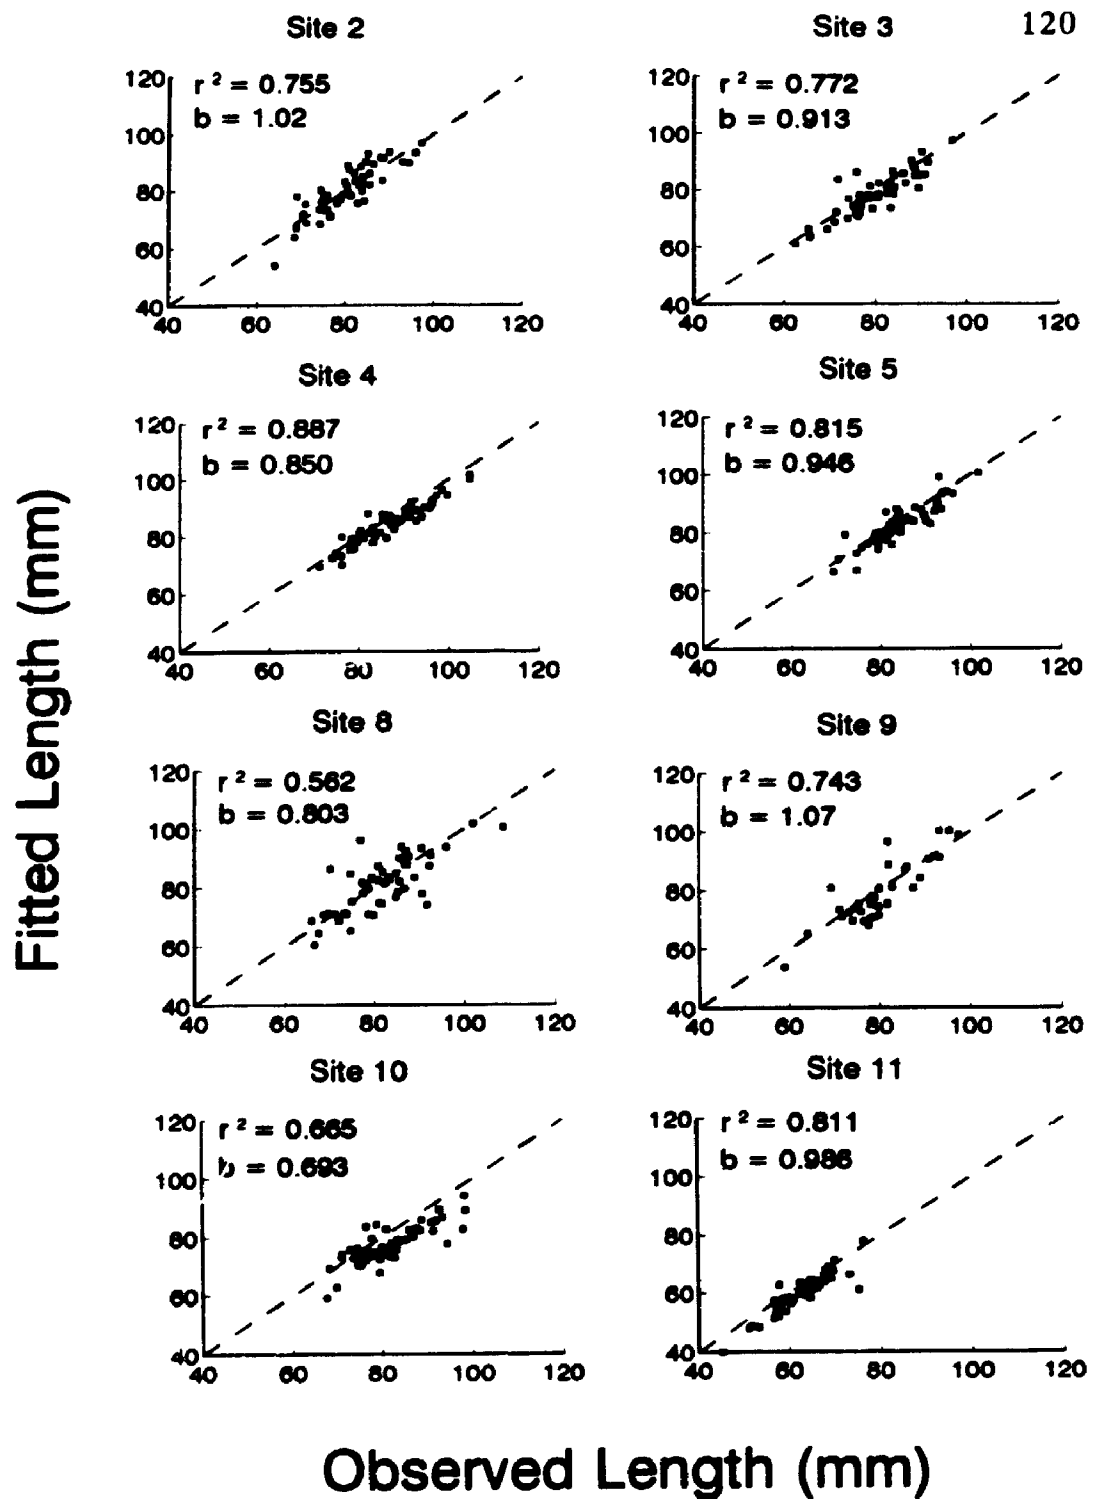 120
Site 2
r² = 0.755
b = 1.02
120
100
80
60
40
40 60 80 100 120
Site 3
r² = 0.772
b = 0.913
120
100
80
60
40
40 60 80 100 120
Site 4
r² = 0.887
b = 0.850
120
100
80
60
40
40 60 80 100 120
Site 5
r² = 0.815
b = 0.946
120
100
80
60
40
40 60 80 100 120
Site 8
r² = 0.562
b = 0.803
120
100
80
60
40
40 60 80 100 120
Site 9
r² = 0.743
b = 1.07
120
100
80
60
40
40 60 80 100 120
Site 10
r² = 0.665
b = 0.693
120
100
80
60
40
40 60 80 100 120
Site 11
r² = 0.811
b = 0.986
120
100
80
60
40
40 60 80 100 120
Fitted Length (mm)
Observed Length (mm)